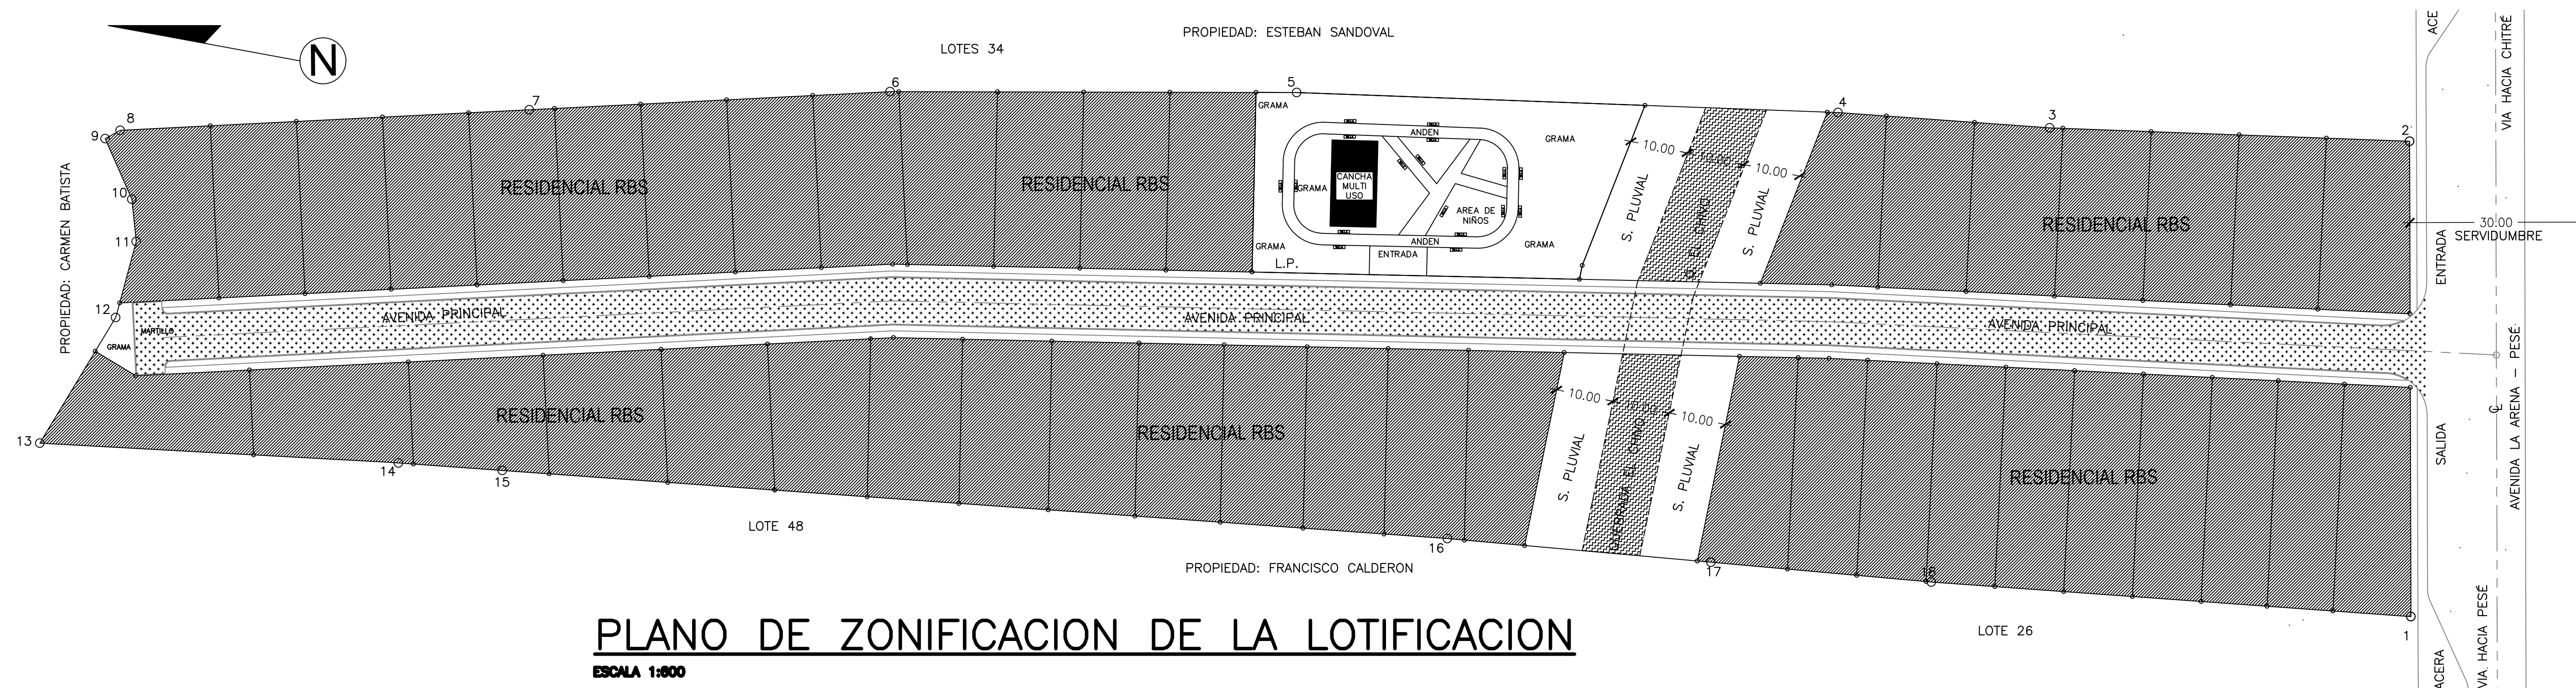 PROPIEDAD: ESTEBAN SANDOVAL
LOTES 34
N
ACE
VIA HACIA CHITRÉ
6
5
7
8
9
4
3
2
GRAMA
ANDEN
GRAMA
10.00
10.00
10.00
PROPIEDAD: CARMEN BATISTA
RESIDENCIAL RBS
RESIDENCIAL RBS
CANCHA
MULTI
USO
GRAMA
AREA DE
NIÑOS
S. PLUVIAL
Q. EL CHINO
S. PLUVIAL
RESIDENCIAL RBS
30.00
SERVIDUMBRE
10
11
GRAMA
ANDEN
GRAMA
ENTRADA
L.P.
ENTRADA
12
MARTILLO
GRAMA
AVENIDA PRINCIPAL
AVENIDA PRINCIPAL
AVENIDA PRINCIPAL
AVENIDA LA ARENA - PESÉ
CL
10.00
10.00
10.00
RESIDENCIAL RBS
RESIDENCIAL RBS
S. PLUVIAL
QUEBRADA EL CHINO
S. PLUVIAL
RESIDENCIAL RBS
SALIDA
13
14
15
16
17
18
1
LOTE 48
PROPIEDAD: FRANCISCO CALDERON
LOTE 26
ACERA
VIA HACIA PESÉ
PLANO DE ZONIFICACION DE LA LOTIFICACION
ESCALA 1:600